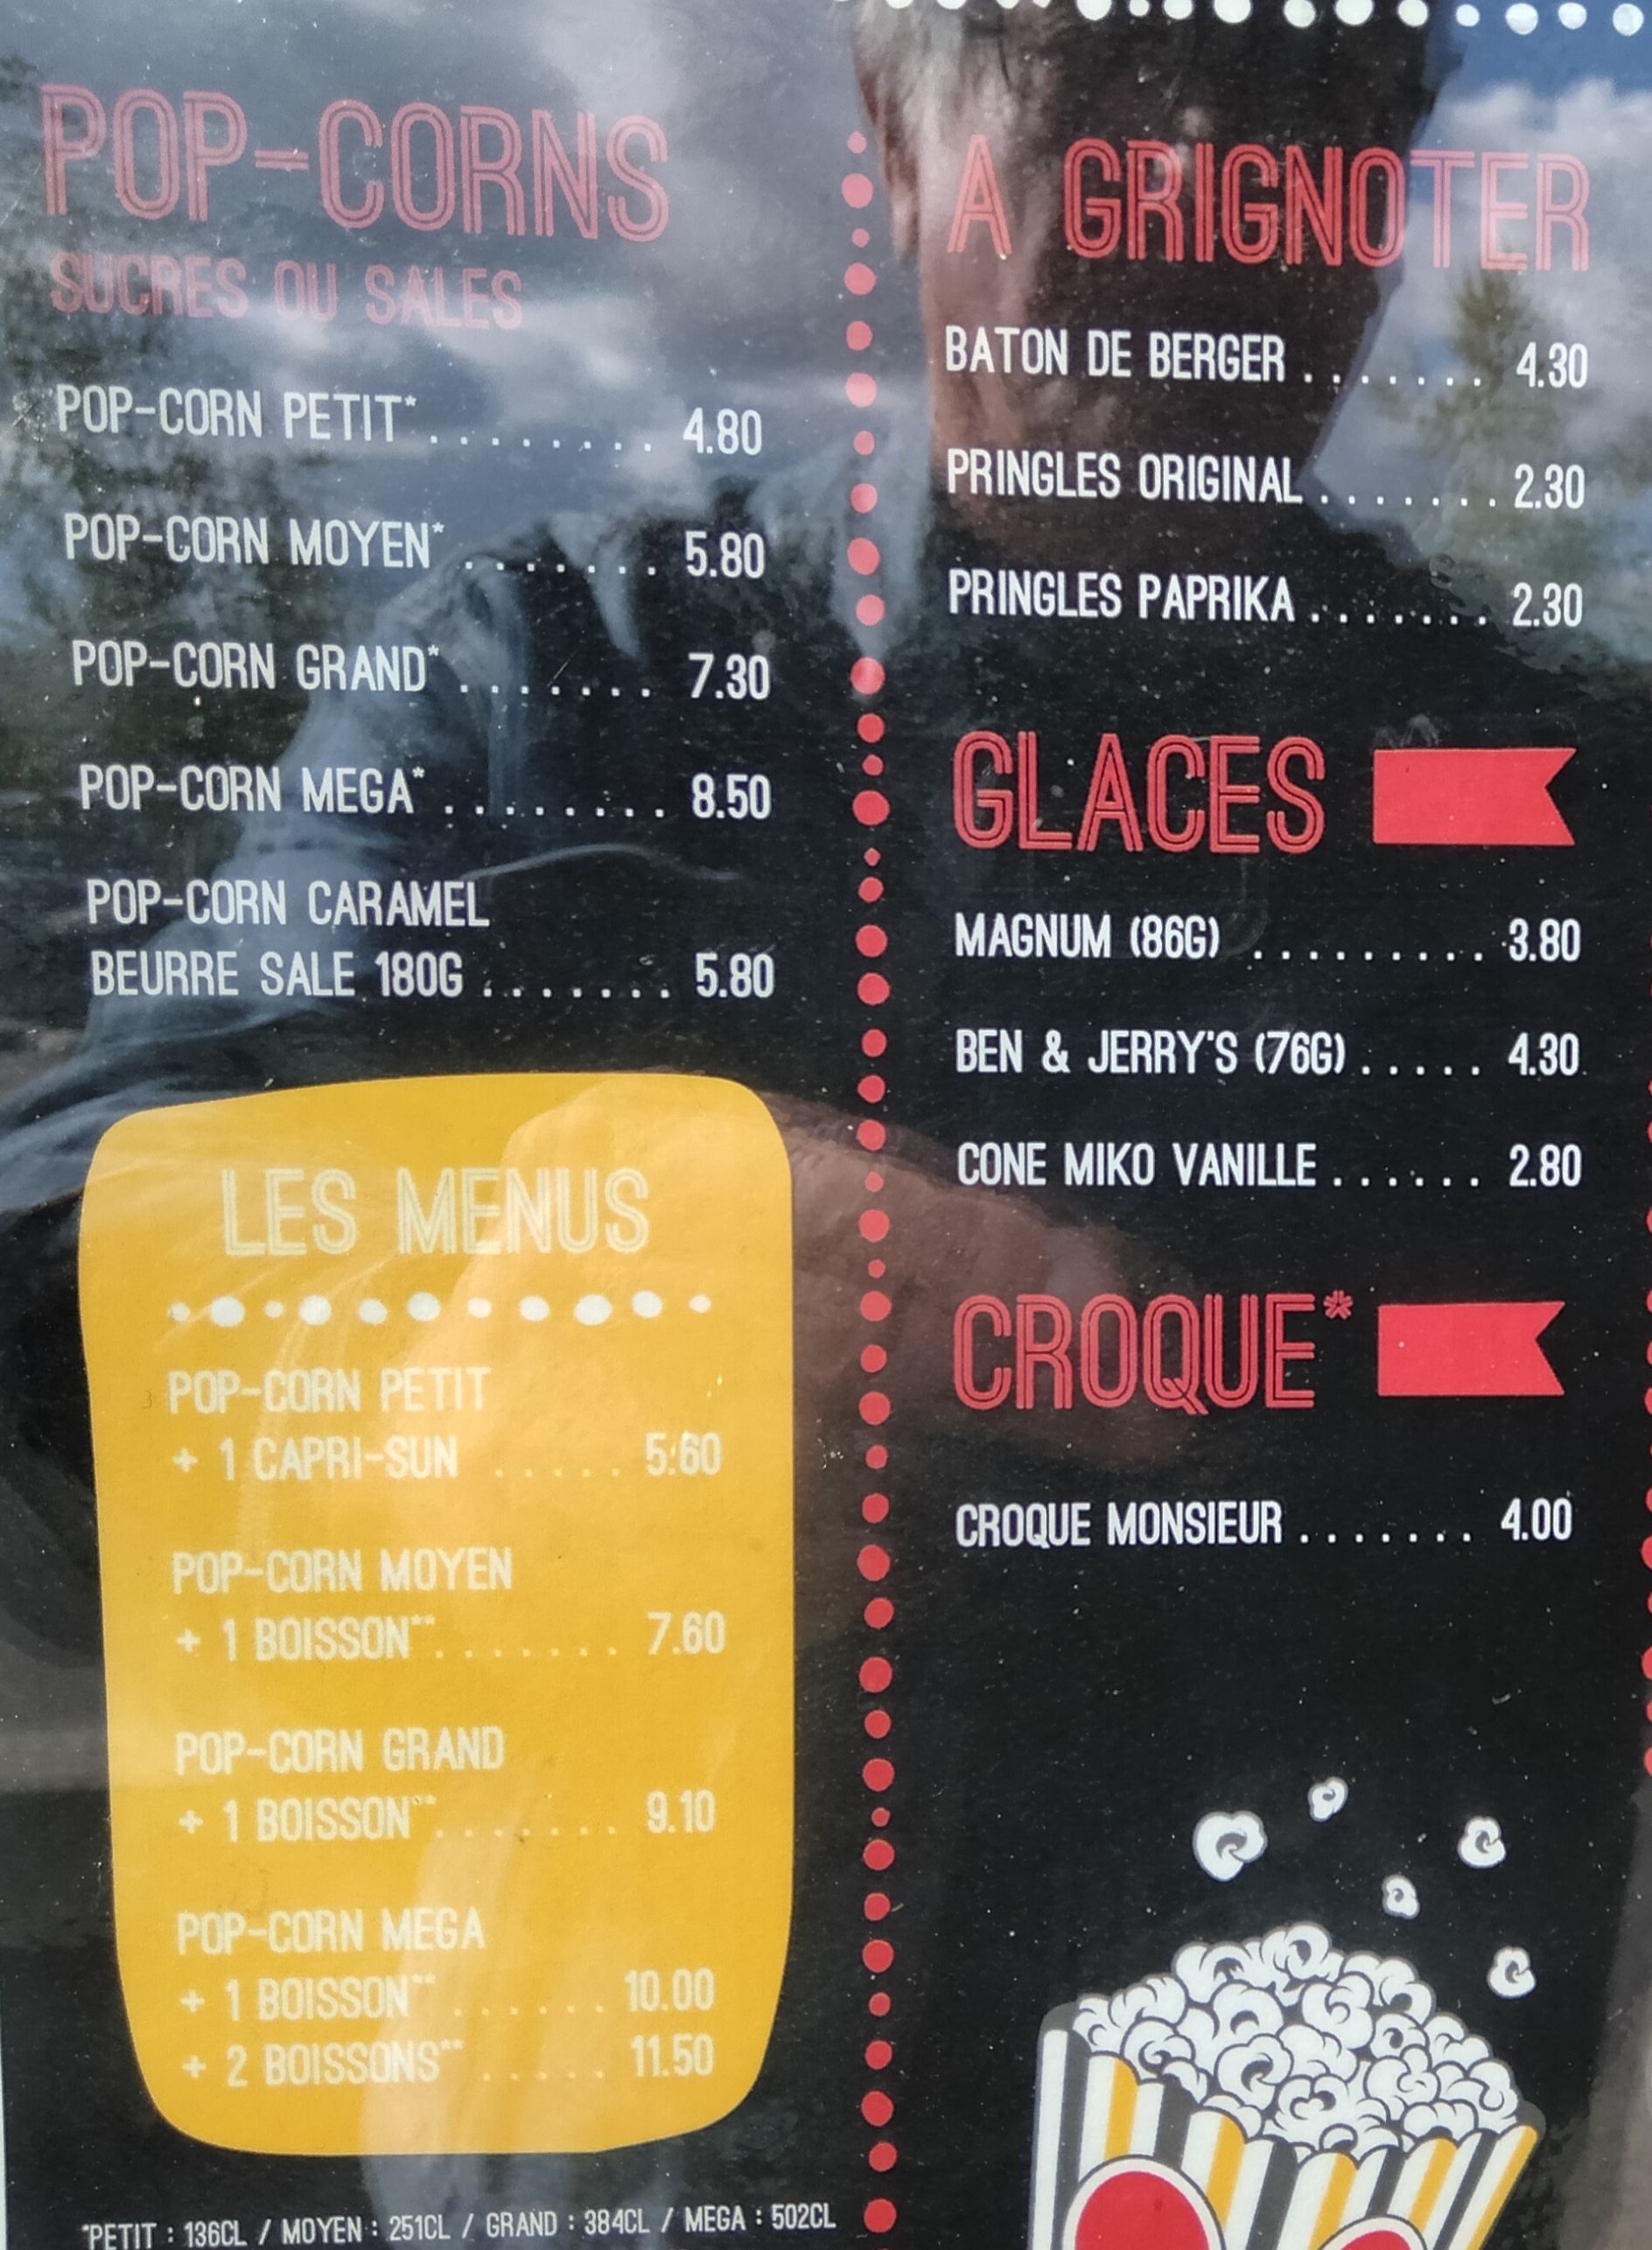 POP-CORNS
SUCRES OU SALES
POP-CORN PETIT* ........ 4.80
POP-CORN MOYEN* ....... 5.80
POP-CORN GRAND* ....... 7.30
POP-CORN MEGA* ........ 8.50
POP-CORN CARAMEL
BEURRE SALE 180G ....... 5.80
LES MENUS
POP-CORN PETIT
+ 1 CAPRI-SUN ..... 5.60
POP-CORN MOYEN
+ 1 BOISSON** ....... 7.60
POP-CORN GRAND
+ 1 BOISSON** ....... 9.10
POP-CORN MEGA
+ 1 BOISSON** ...... 10.00
+ 2 BOISSONS** ..... 11.50
*PETIT : 136CL / MOYEN : 251CL / GRAND : 384CL / MEGA : 502CL
A GRIGNOTER
BATON DE BERGER ....... 4.30
PRINGLES ORIGINAL ....... 2.30
PRINGLES PAPRIKA ....... 2.30
GLACES
MAGNUM (86G) ......... 3.80
BEN & JERRY'S (76G) ..... 4.30
CONE MIKO VANILLE ...... 2.80
CROQUE*
CROQUE MONSIEUR ....... 4.00